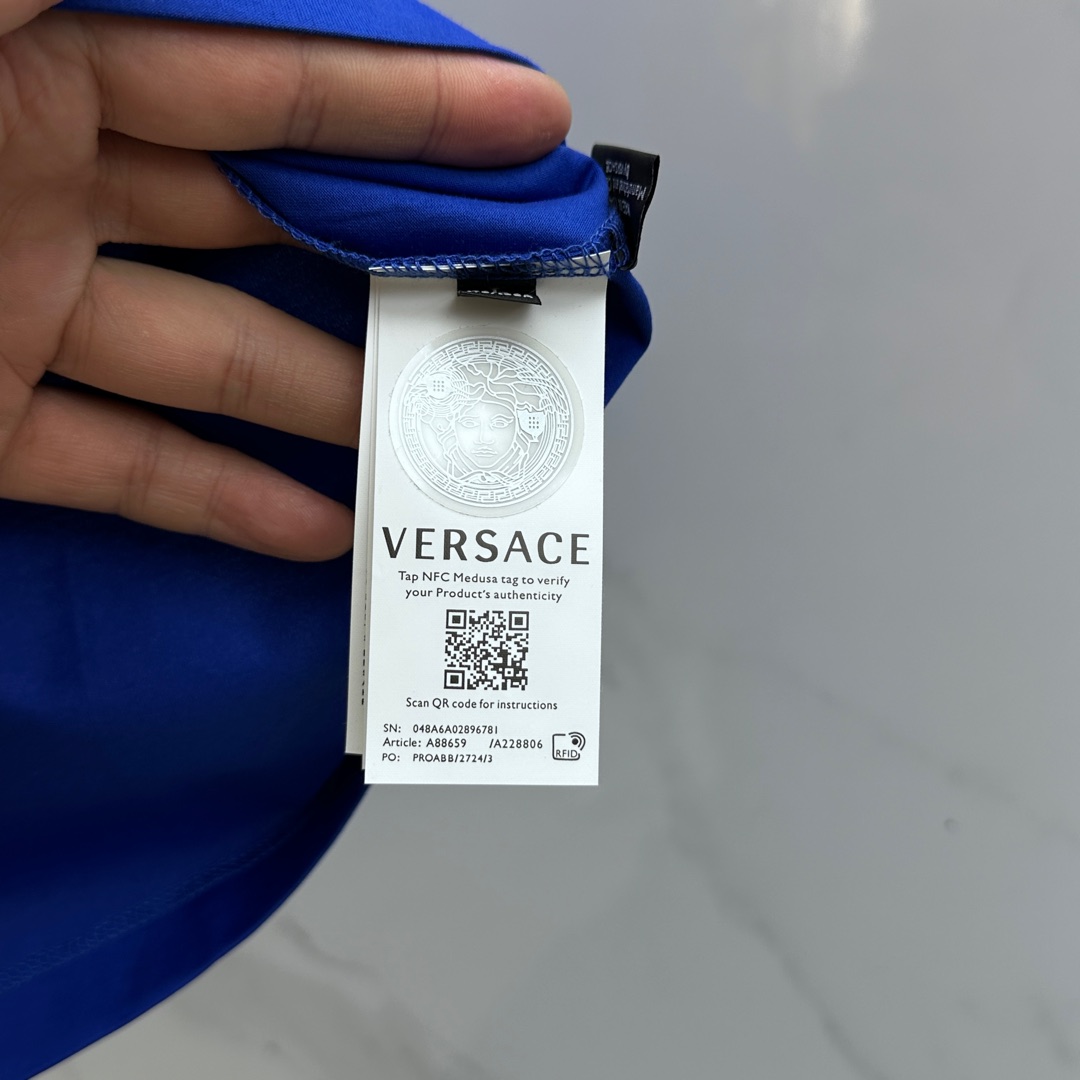 VERSACE
Tap NFC Medusa tag to verify
your Product's authenticity
Scan QR code for instructions
SN: 048A6A02896781
Article: A88659 /A228806
PO: PROABB/2724/3
RFID